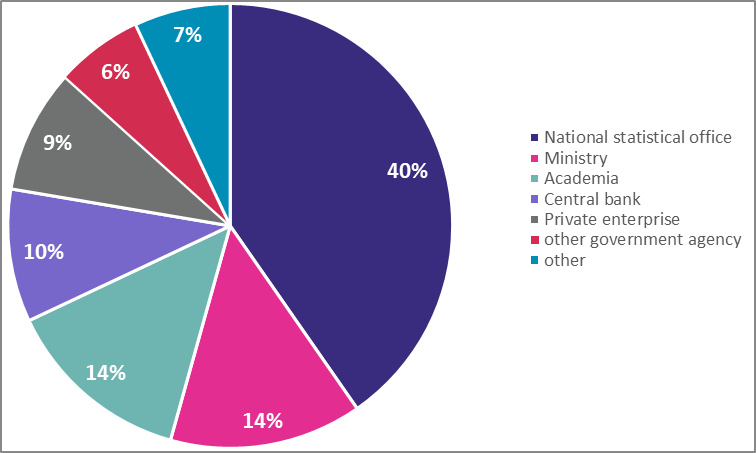 7%
6%
9%
40%
10%
14%
14%
National statistical office
Ministry
Academia
Central bank
Private enterprise
other government agency
other